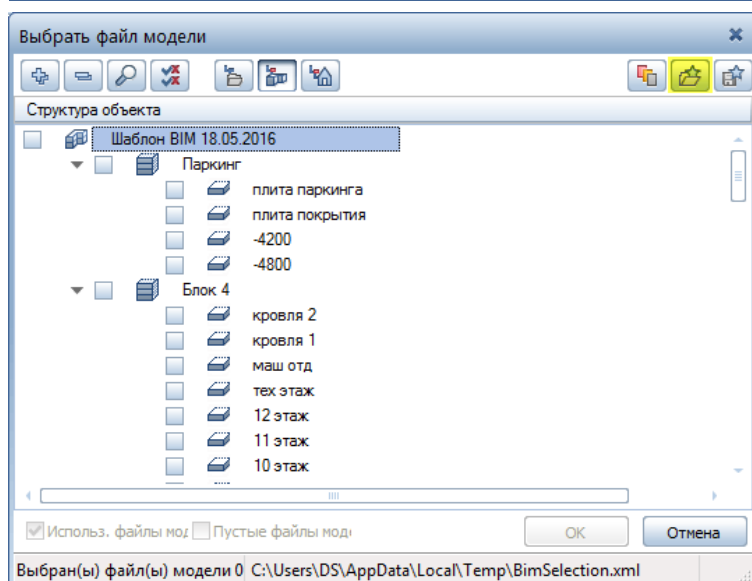 Выбрать файл модели
Структура объекта
Шаблон BIM 18.05.2016
Паркинг
плита паркинга
плита покрытия
-4200
-4800
Блок 4
кровля 2
кровля 1
маш отд
тех этаж
12 этаж
11 этаж
10 этаж
Использ. файлы мод Пустые файлы моде
OK Отмена
Выбран(ы) файл(ы) модели 0 C:\Users\DS\AppData\Local\Temp\BimSelection.xml